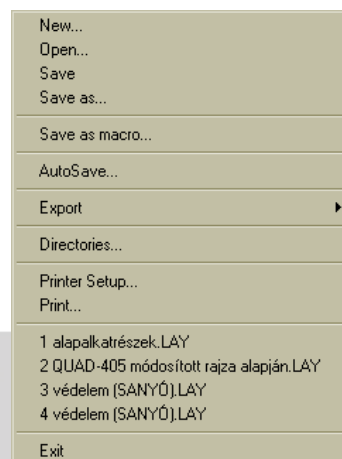 New...
Open...
Save
Save as...
Save as macro...
AutoSave...
Export
Directories...
Printer Setup...
Print...
1 alapalkatrészek.LAY
2 QUAD-405 módosított rajza alapján.LAY
3 védelem (SANYÓ).LAY
4 védelem (SANYÓ).LAY
Exit